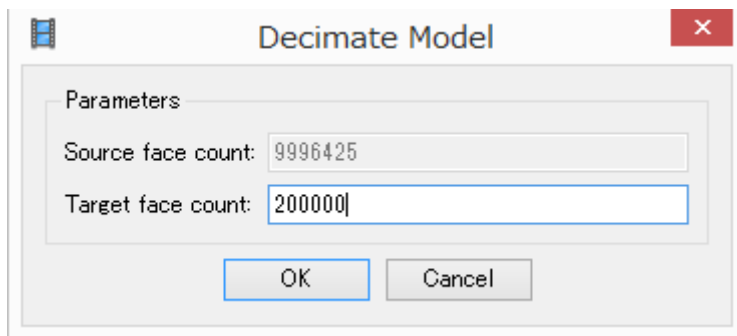 Decimate Model
Parameters
Source face count: 9996425
Target face count: 200000
OK Cancel